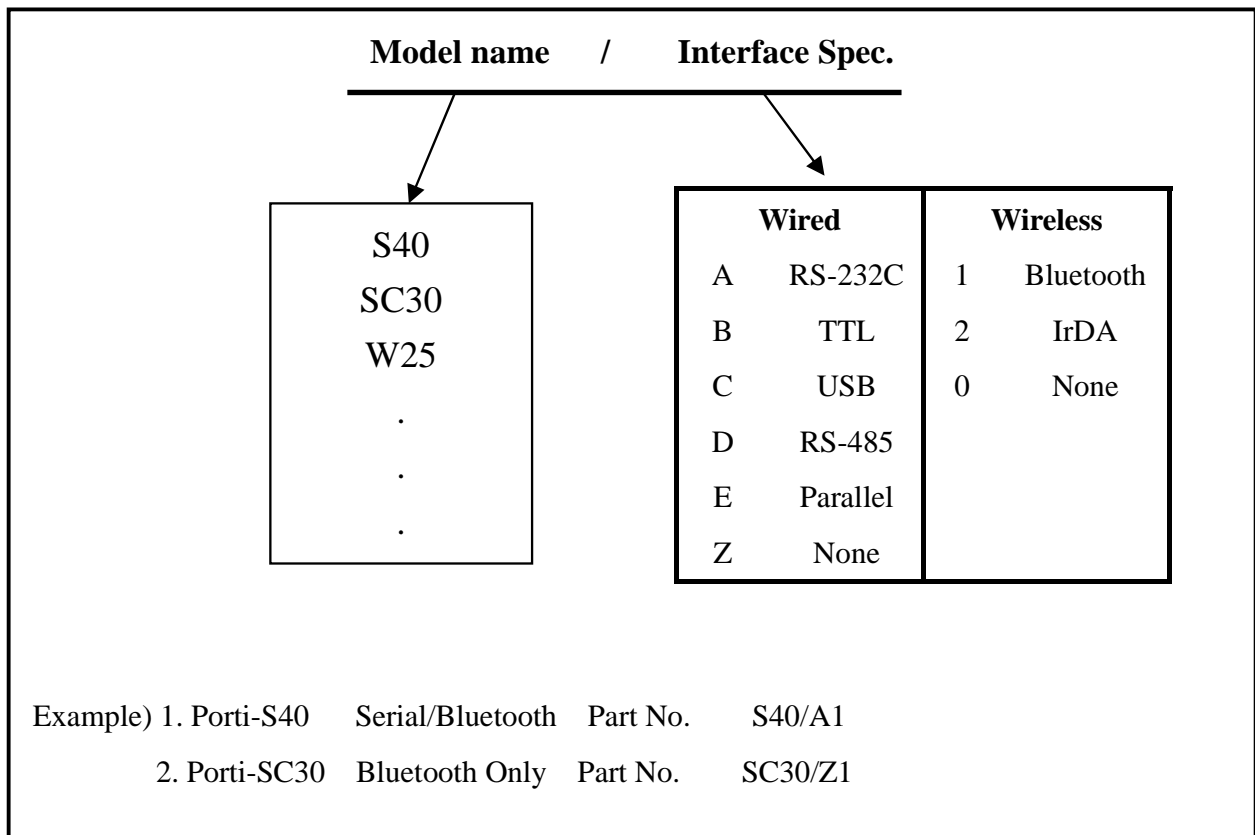 Model name / Interface Spec.
S40
SC30
W25
.
.
.
Wired Wireless
A RS-232C 1 Bluetooth
B TTL 2 IrDA
C USB 0 None
D RS-485
E Parallel
Z None
Example) 1. Porti-S40 Serial/Bluetooth Part No. S40/A1
2. Porti-SC30 Bluetooth Only Part No. SC30/Z1